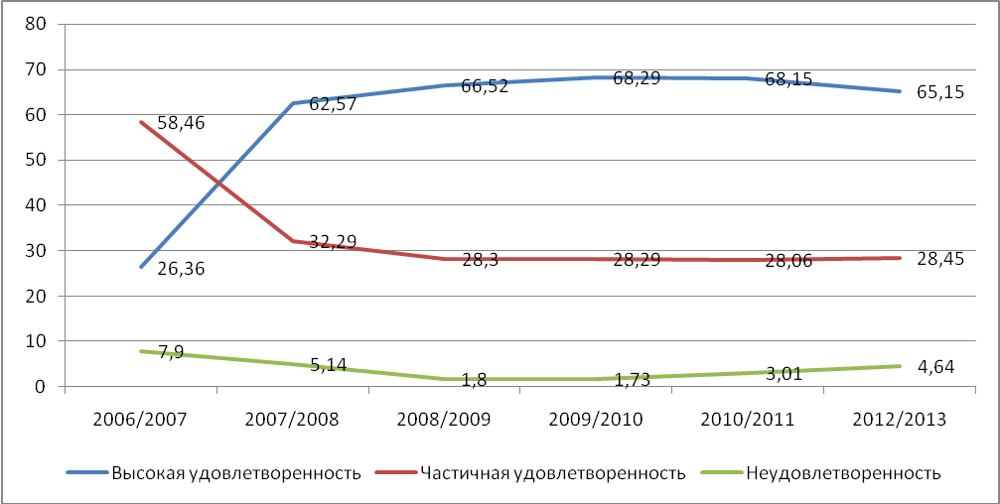 80
70
60
50
40
30
20
10
0
62,57 66,52 68,29 68,15 65,15
58,46
26,36
32,29 28,3 28,29 28,06 28,45
7,9 5,14 1,8 1,73 3,01 4,64
2006/2007 2007/2008 2008/2009 2009/2010 2010/2011 2012/2013
Высокая удовлетворенность Частичная удовлетворенность Неудовлетворенность